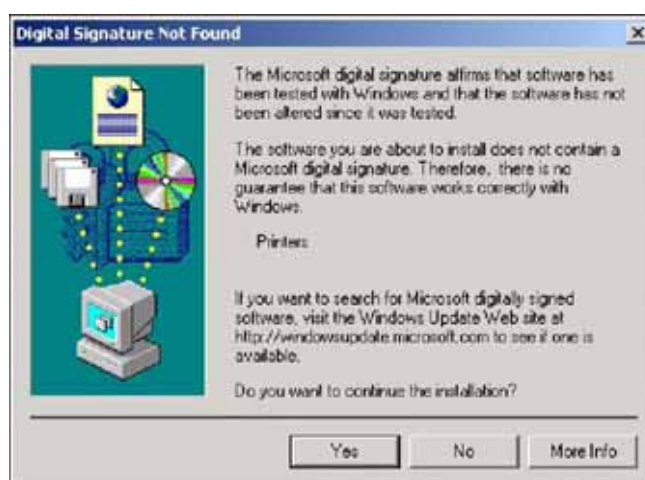 Digital Signature Not Found
The Microsoft digital signature affirms that software has
been tested with Windows and that the software has not
been altered since it was tested.
The software you are about to install does not contain a
Microsoft digital signature. Therefore, there is no
guarantee that this software works correctly with
Windows.
Printers
If you want to search for Microsoft digitally signed
software, visit the Windows Update Web site at
http://windowsupdate.microsoft.com to see if one is
available.
Do you want to continue the installation?
Yes
No
More Info